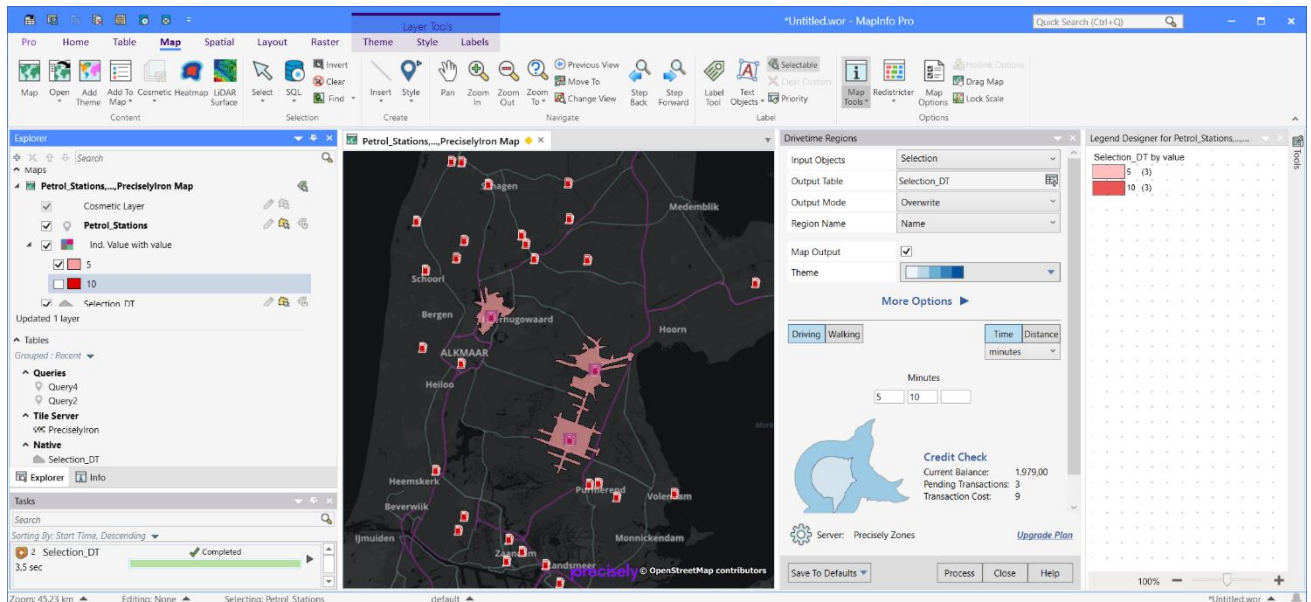 Layer Tools
*Untitled.wor - MapInfo Pro
Quick Search (Ctrl+Q)
Pro Home Table Map Spatial Layout Raster Theme Style Labels
Map
Open
Add Theme
Add To Map
Cosmetic
Heatmap
LiDAR Surface
Content
Select
SQL
Invert
Clear
Find
Selection
Insert
Style
Create
Pan
Zoom In
Zoom Out
Zoom To
Previous View
Move To
Change View
Step Back
Step Forward
Navigate
Label Tool
Text Objects
Selectable
Clear Custom
Priority
Label
Map Tools
Redistricter
Map Options
Hotlink Options
Drag Map
Lock Scale
Options
Explorer
Search
Maps
Petrol_Stations,...,PreciselyIron Map
Cosmetic Layer
Petrol_Stations
Ind. Value with value
5
10
Selection_DT
Updated 1 layer
Tables
Grouped : Recent
Queries
Query4
Query2
Tile Server
PreciselyIron
Native
Selection_DT
Explorer Info
Tasks
Search
Sorting By: Start Time, Descending
2 Selection_DT Completed
3,5 sec
Petrol_Stations,...,PreciselyIron Map
Medemblik
Schoorl
Bergen
Hoorn
ALKMAAR
Heiloo
Heemskerk
Beverwijk
IJmuiden
Monnickendam
precisely © OpenStreetMap contributors
Drivetime Regions
Input Objects Selection
Output Table Selection_DT
Output Mode Overwrite
Region Name Name
Map Output
Theme
More Options
Driving Walking Time Distance
minutes
Minutes
5 10
Credit Check
Current Balance: 1.979,00
Pending Transactions: 3
Transaction Cost: 9
Server: Precisely Zones Upgrade Plan
Save To Defaults Process Close Help
Legend Designer for Petrol_Stations,...,...
Selection_DT by value
5 (3)
10 (3)
Tools
100%
Zoom: 45,23 km Editing: None Selecting: Petrol_Stations default *Untitled.wor